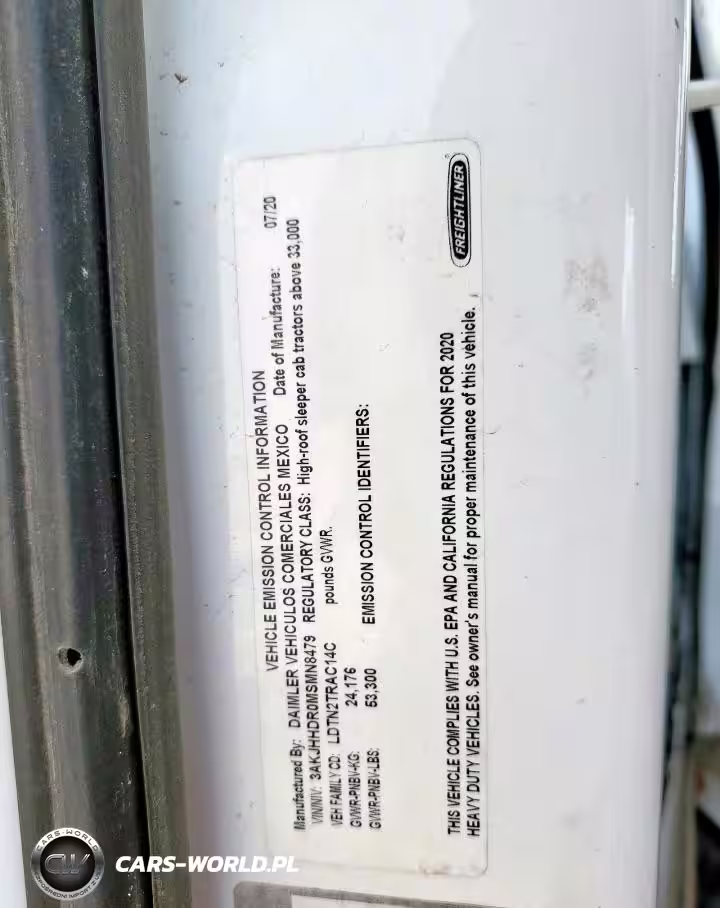 VEHICLE EMISSION CONTROL INFORMATION
Manufactured By: DAIMLER VEHICULOS COMERCIALES MEXICO Date of Manufacture: 07/20
VIN/NIV: 3AKJHHDR0MSMN8479 REGULATORY CLASS: High-roof sleeper cab tractors above 33,000
VEH FAMILY CD: LDTN2TRAC14C pounds GVWR.
GVWR-PNBV-KG: 24,176
GVWR-PNBV-LBS: 53,300 EMISSION CONTROL IDENTIFIERS:
THIS VEHICLE COMPLIES WITH U.S. EPA AND CALIFORNIA REGULATIONS FOR 2020
HEAVY DUTY VEHICLES. See owner's manual for proper maintenance of this vehicle.
FREIGHTLINER
CARS-WORLD
CW
CARS-WORLD.PL